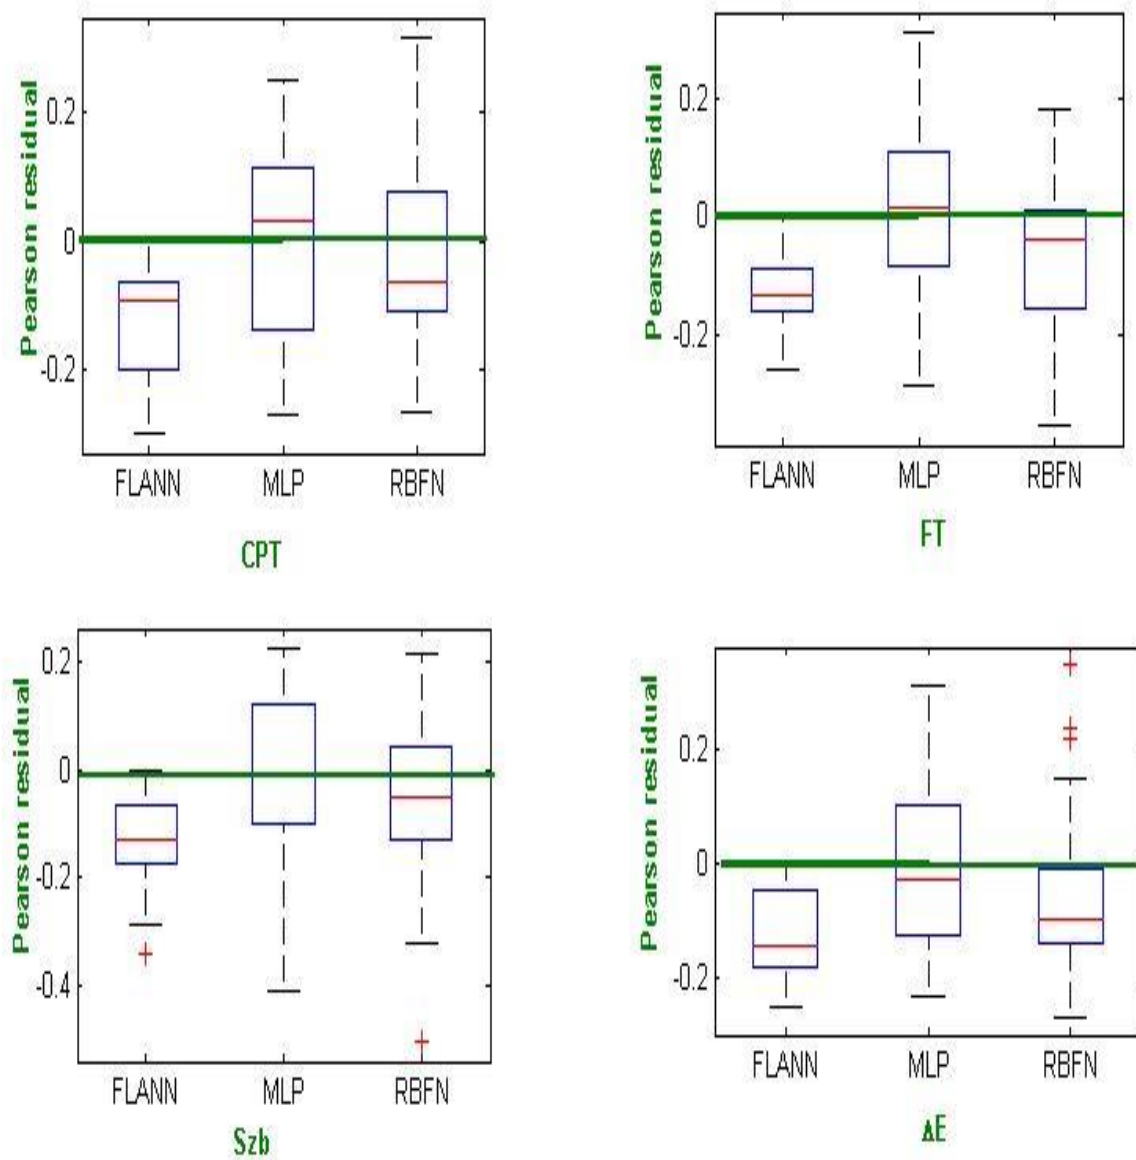 Pearson residual
0.2
0
-0.2
FLANN MLP RBFN
CPT
Pearson residual
0.2
0
-0.2
FLANN MLP RBFN
FT
Pearson residual
0.2
0
-0.2
-0.4
FLANN MLP RBFN
Szb
Pearson residual
0.2
0
-0.2
FLANN MLP RBFN
ΔE